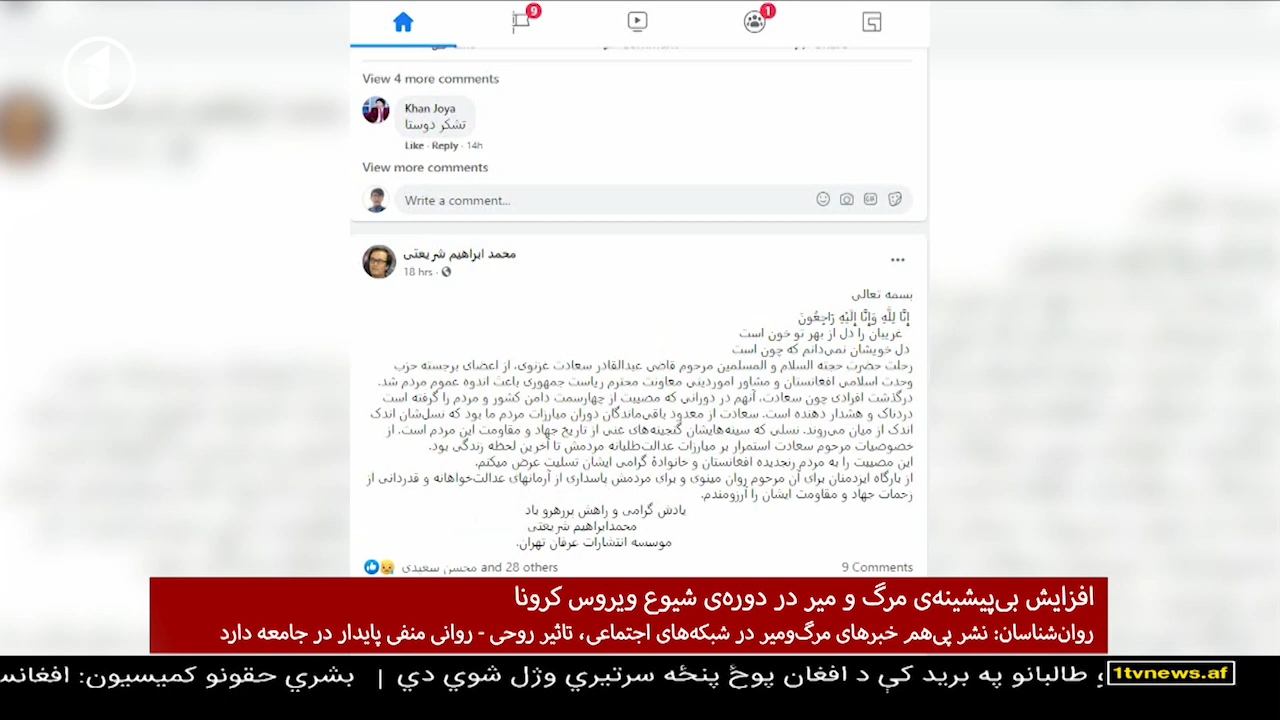 9
1
View 4 more comments
Khan Joya
تشکر دوستا
Like · Reply · 14h
View more comments
Write a comment...
GIF
محمد ابراهیم شریعتی
18 hrs ·
بسمه تعالی
إِنَّا لِلَّهِ وَإِنَّا إِلَيْهِ رَاجِعُونَ
غریبان را دل از بهر تو خون است
دل خویشان نمی‌دانم که چون است
رحلت حضرت حجته السلام و المسلمین مرحوم قاضی عبدالقادر سعادت غزنوی، از اعضای برجسته حزب
وحدت اسلامی افغانستان و مشاور اموردینی معاونت محترم ریاست جمهوری باعث اندوه عموم مردم شد.
درگذشت افرادی چون سعادت، آنهم در دورانی که مصیبت از چهارسمت دامن کشور و مردم را گرفته است
دردناک و هشدار دهنده است. سعادت از معدود باقی‌ماندگان دوران مبارزات مردم ما بود که نسل‌شان اندک
اندک از میان می‌روند. نسلی که سینه‌هایشان گنجینه‌های غنی از تاریخ جهاد و مقاومت این مردم است. از
خصوصیات مرحوم سعادت استمرار بر مبارزات عدالت‌طلبانه مردمش تا آخرین لحظه زندگی بود.
این مصیبت را به مردم رنجدیده افغانستان و خانوادهٔ گرامی ایشان تسلیت عرض میکنم.
از بارگاه ایزدمنان برای آن مرحوم روان مینوی و برای مردمش پاسداری از آرمانهای عدالت‌خواهانه و قدردانی از
زحمات جهاد و مقاومت ایشان را آرزومندم.
یادش گرامی و راهش پررهرو باد
محمدابراهیم شریعتی
موسسه انتشارات عرفان تهران.
محسن سعیدی and 28 others
9 Comments
افزایش بی‌پیشینه‌ی مرگ و میر در دوره‌ی شیوع ویروس کرونا
روان‌شناسان: نشر پی‌هم خبرهای مرگ‌ومیر در شبکه‌های اجتماعی، تاثیر روحی - روانی منفی پایدار در جامعه دارد
و طالبانو په برید کې د افغان پوځ پنځه سرتیري وژل شوي دي | بشري حقونو کمیسیون: افغانس
1tvnews.af